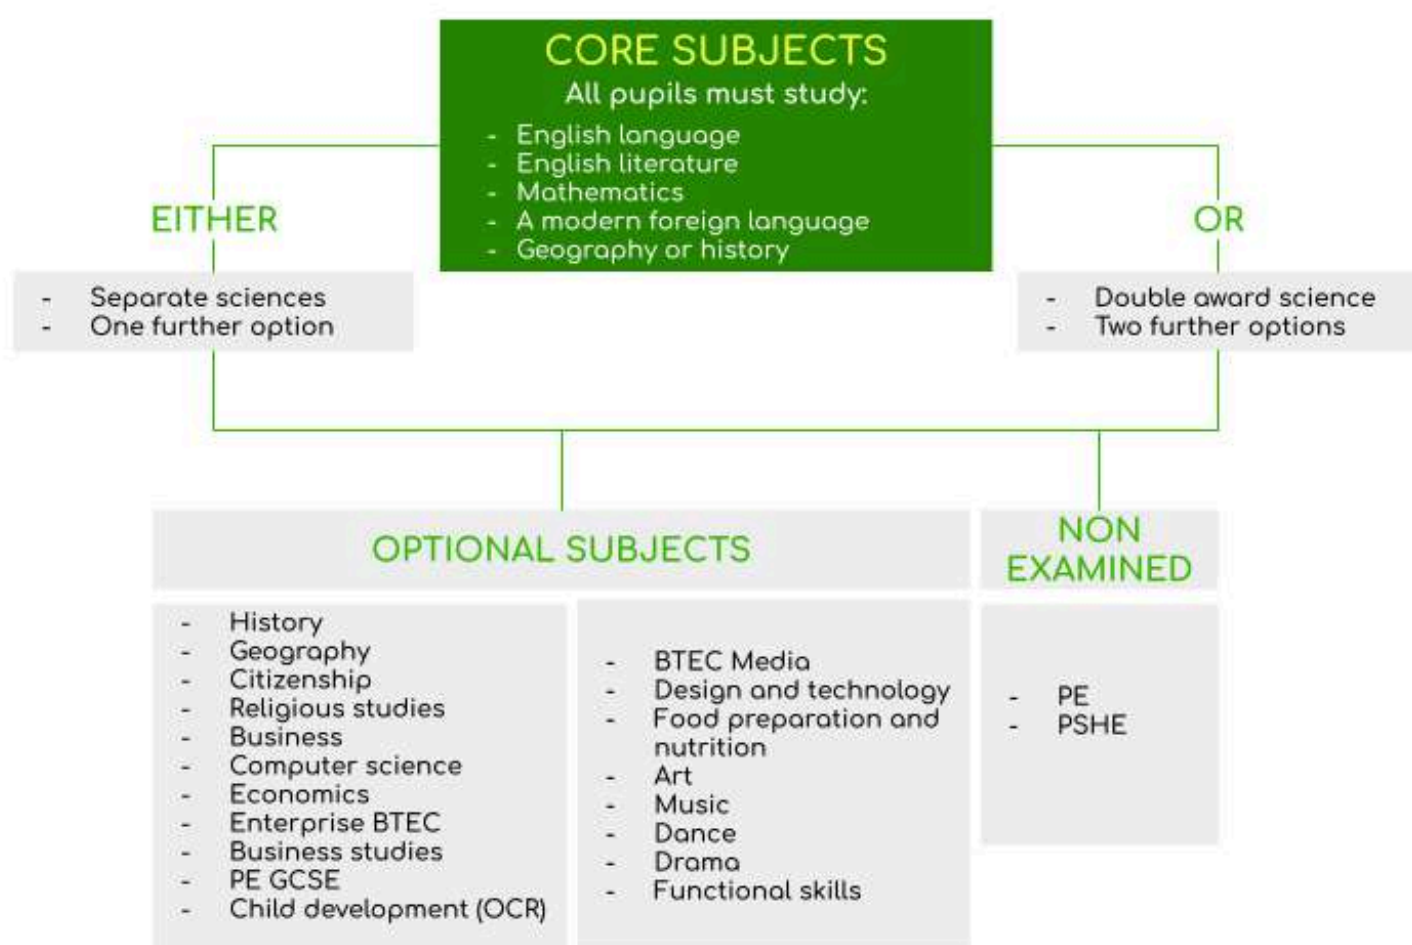 CORE SUBJECTS
All pupils must study:
- English language
- English literature
- Mathematics
- A modern foreign language
- Geography or history
EITHER
- Separate sciences
- One further option
OR
- Double award science
- Two further options
OPTIONAL SUBJECTS
- History
- Geography
- Citizenship
- Religious studies
- Business
- Computer science
- Economics
- Enterprise BTEC
- Business studies
- PE GCSE
- Child development (OCR)
- BTEC Media
- Design and technology
- Food preparation and
nutrition
- Art
- Music
- Dance
- Drama
- Functional skills
NON
EXAMINED
- PE
- PSHE